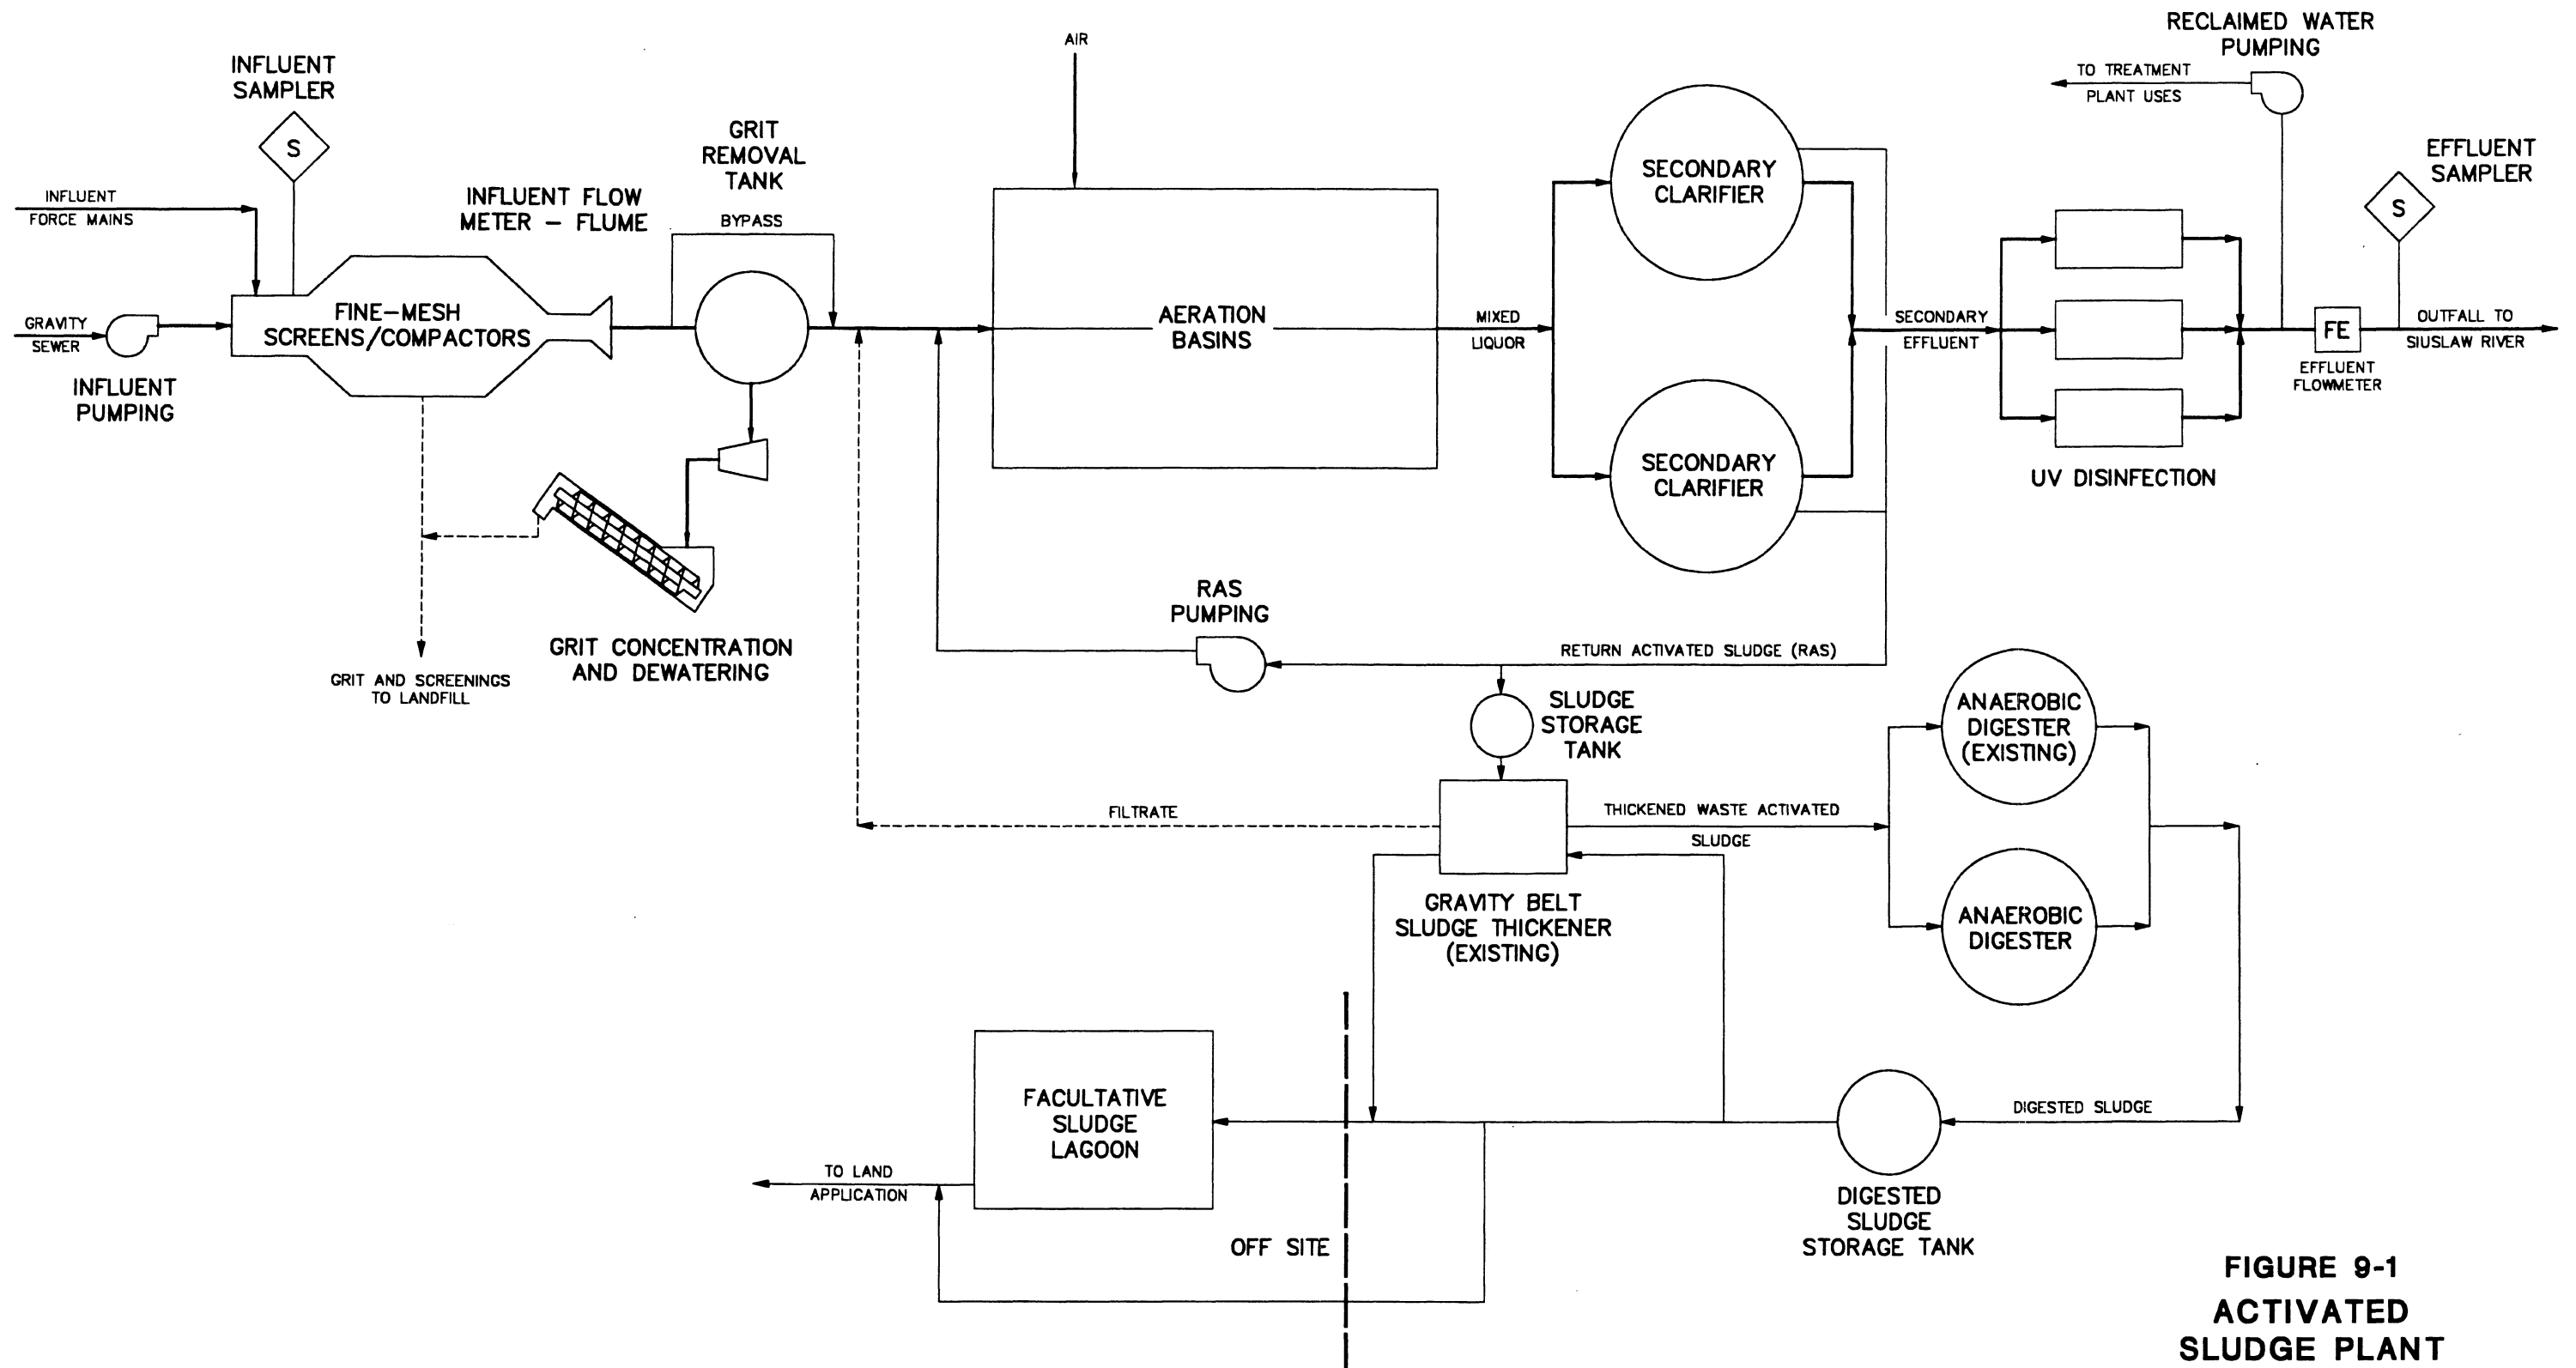 RECLAIMED WATER
PUMPING
AIR
TO TREATMENT
PLANT USES
INFLUENT
SAMPLER
S
EFFLUENT
SAMPLER
S
GRIT
REMOVAL
TANK
INFLUENT FLOW
METER - FLUME
BYPASS
INFLUENT
FORCE MAINS
GRAVITY
SEWER
INFLUENT
PUMPING
FINE-MESH
SCREENS/COMPACTORS
AERATION
BASINS
MIXED
LIQUOR
SECONDARY
CLARIFIER
SECONDARY
CLARIFIER
SECONDARY
EFFLUENT
UV DISINFECTION
FE
EFFLUENT
FLOWMETER
OUTFALL TO
SIUSLAW RIVER
GRIT CONCENTRATION
AND DEWATERING
GRIT AND SCREENINGS
TO LANDFILL
RAS
PUMPING
RETURN ACTIVATED SLUDGE (RAS)
SLUDGE
STORAGE
TANK
FILTRATE
THICKENED WASTE ACTIVATED
SLUDGE
ANAEROBIC
DIGESTER
(EXISTING)
ANAEROBIC
DIGESTER
GRAVITY BELT
SLUDGE THICKENER
(EXISTING)
FACULTATIVE
SLUDGE
LAGOON
TO LAND
APPLICATION
OFF SITE
DIGESTED SLUDGE
DIGESTED
SLUDGE
STORAGE TANK
FIGURE 9-1
ACTIVATED
SLUDGE PLANT